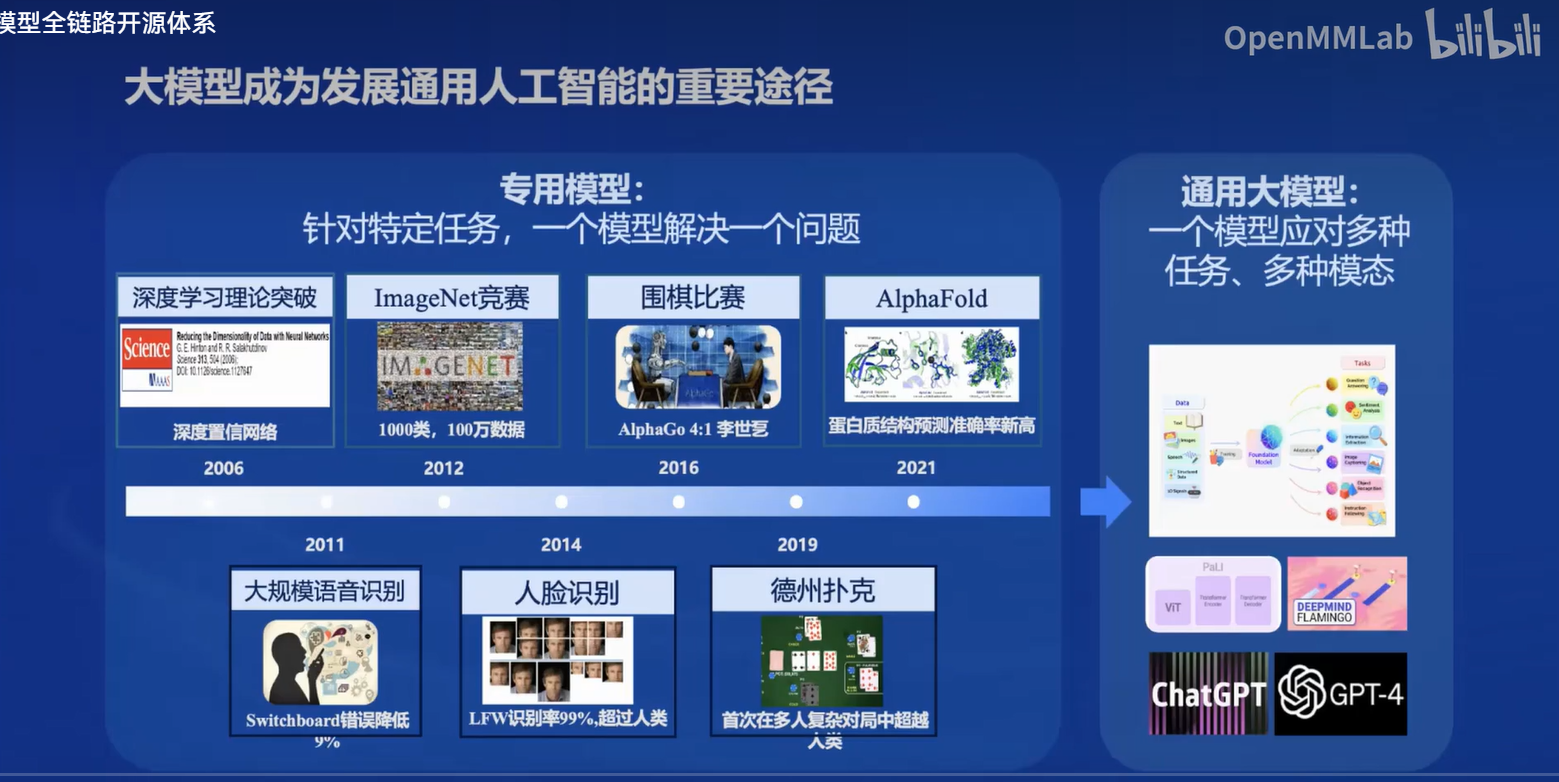 模型全链路开源体系
OpenMMLab bilibili
大模型成为发展通用人工智能的重要途径
专用模型：
针对特定任务，一个模型解决一个问题
深度学习理论突破
Science
AAAS
Reducing the Dimensionality of Data with Neural Networks
G. E. Hinton and R. R. Salakhutdinov
Science 313, 504 (2006);
DOI: 10.1126/science.1127647
深度置信网络
ImageNet竞赛
IMAGENET
1000类，100万数据
围棋比赛
AlphaGo 4:1 李世乭
AlphaFold
蛋白质结构预测准确率新高
2006
2012
2016
2021
2011
2014
2019
大规模语音识别
Switchboard错误降低
9%
人脸识别
LFW识别率99%,超过人类
德州扑克
首次在多人复杂对局中超越
人类
通用大模型：
一个模型应对多种
任务、多种模态
Data
Text
Images
Speech
Structured
Data
3D Signals
Training
Foundation
Model
Adaptation
Tasks
Question
Answering
Sentiment
Analysis
Information
Extraction
Image
Captioning
Object
Recognition
Instruction
Following
PaLI
ViT
Transformer
Encoder
Transformer
Decoder
DEEPMIND
FLAMINGO
ChatGPT
GPT-4